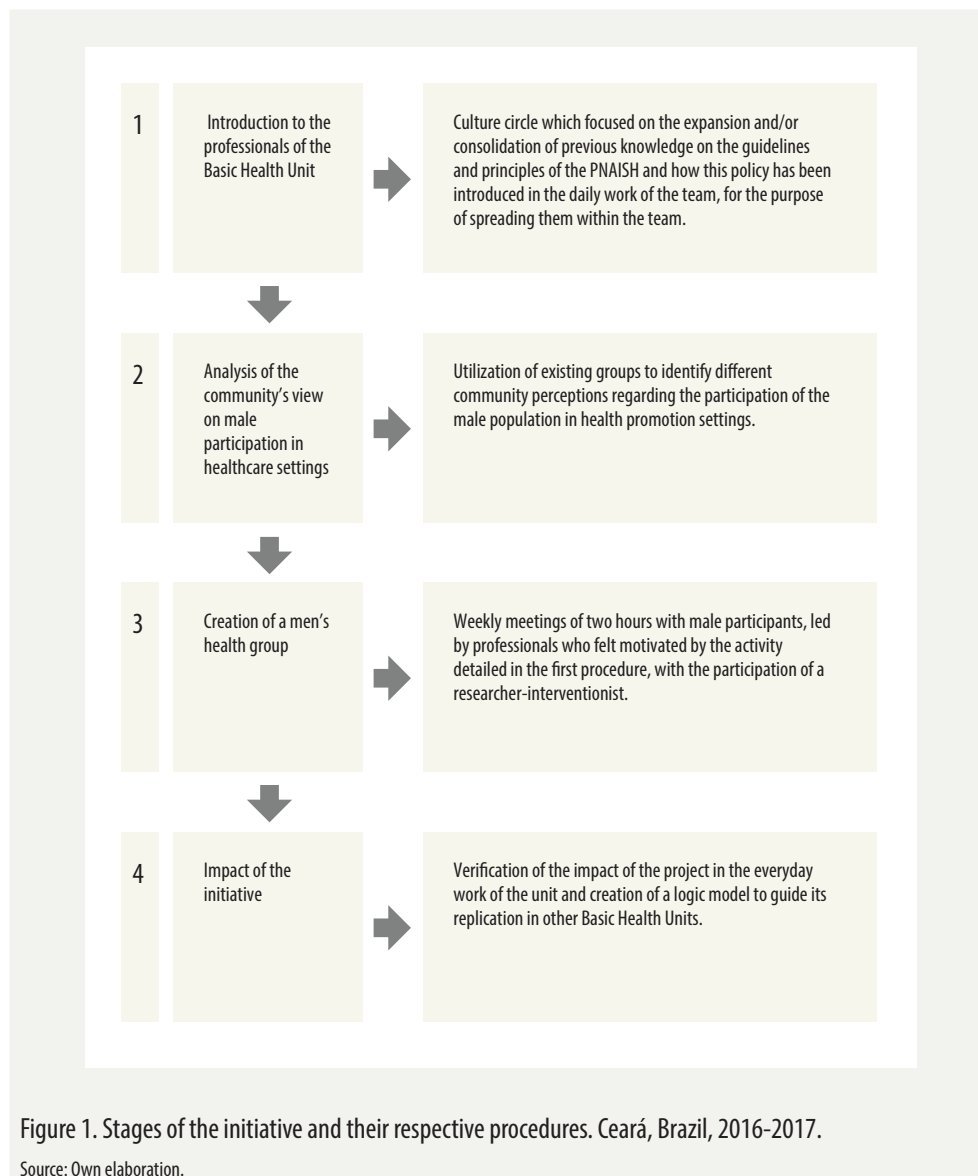 1
Introduction to the
professionals of the
Basic Health Unit
Culture circle which focused on the expansion and/or
consolidation of previous knowledge on the guidelines
and principles of the PNAISH and how this policy has been
introduced in the daily work of the team, for the purpose
of spreading them within the team.
2
Analysis of the
community’s view
on male
participation in
healthcare settings
Utilization of existing groups to identify different
community perceptions regarding the participation of the
male population in health promotion settings.
3
Creation of a men’s
health group
Weekly meetings of two hours with male participants, led
by professionals who felt motivated by the activity
detailed in the first procedure, with the participation of a
researcher-interventionist.
4
Impact of the
initiative
Verification of the impact of the project in the everyday
work of the unit and creation of a logic model to guide its
replication in other Basic Health Units.
Figure 1. Stages of the initiative and their respective procedures. Ceará, Brazil, 2016-2017.
Source: Own elaboration.